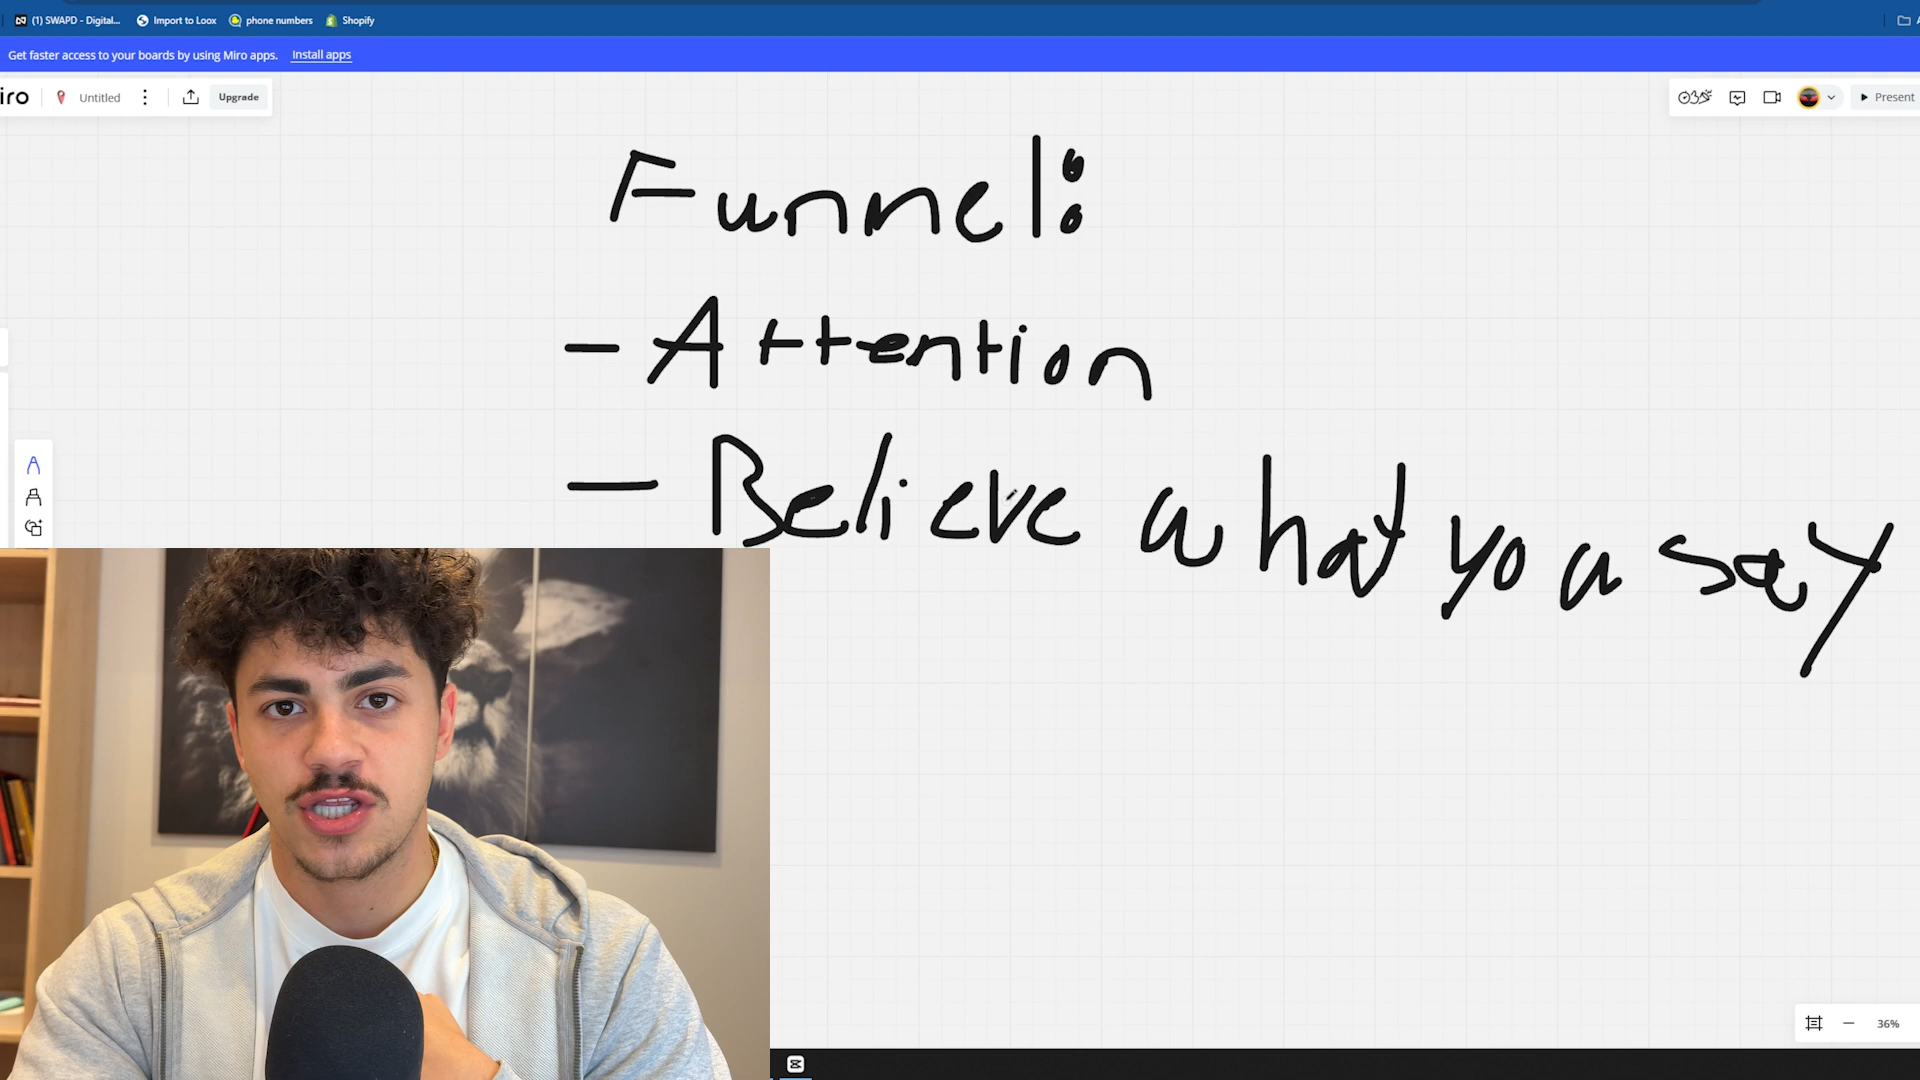 (1) SWAPD - Digital... Import to Loox phone numbers Shopify
Get faster access to your boards by using Miro apps. Install apps
iro Untitled Upgrade Present
Funnel:
- Attention
- Believe what you say
36%